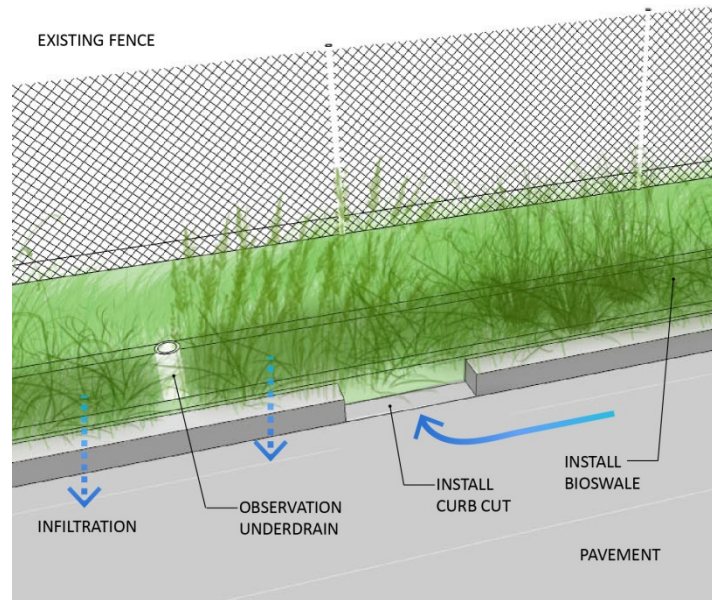 EXISTING FENCE
INFILTRATION
OBSERVATION
UNDERDRAIN
INSTALL
CURB CUT
INSTALL
BIOSWALE
PAVEMENT